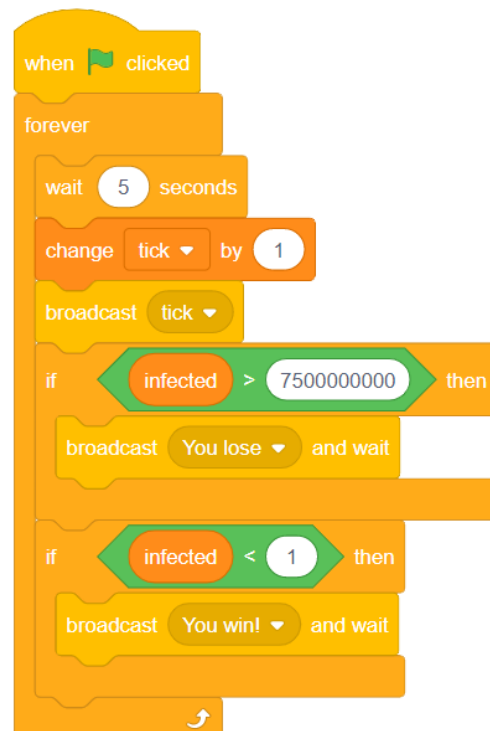 when clicked
forever
wait 5 seconds
change tick by 1
broadcast tick
if infected > 7500000000 then
broadcast You lose and wait
if infected < 1 then
broadcast You win! and wait